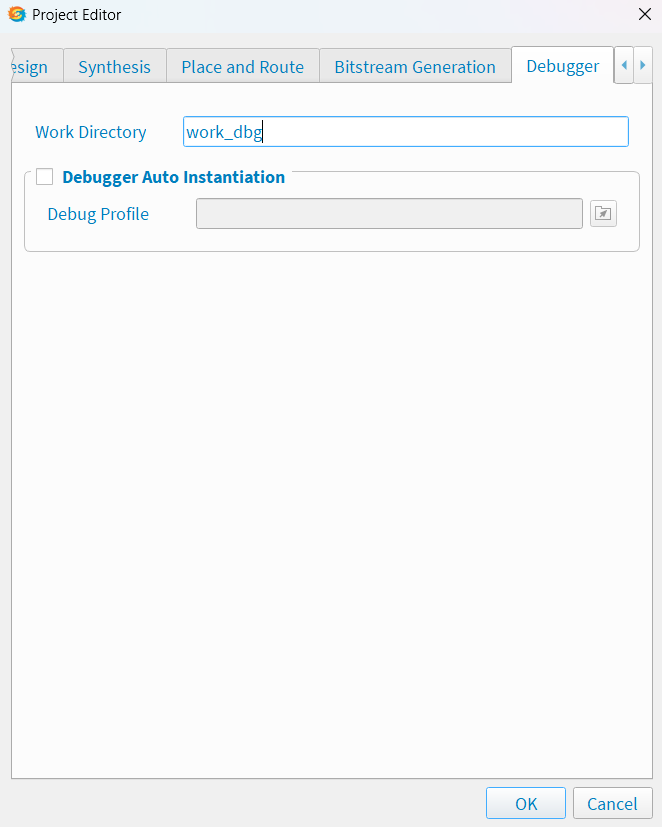 Project Editor
esign Synthesis Place and Route Bitstream Generation Debugger
Work Directory work_dbg
Debugger Auto Instantiation
Debug Profile
OK Cancel